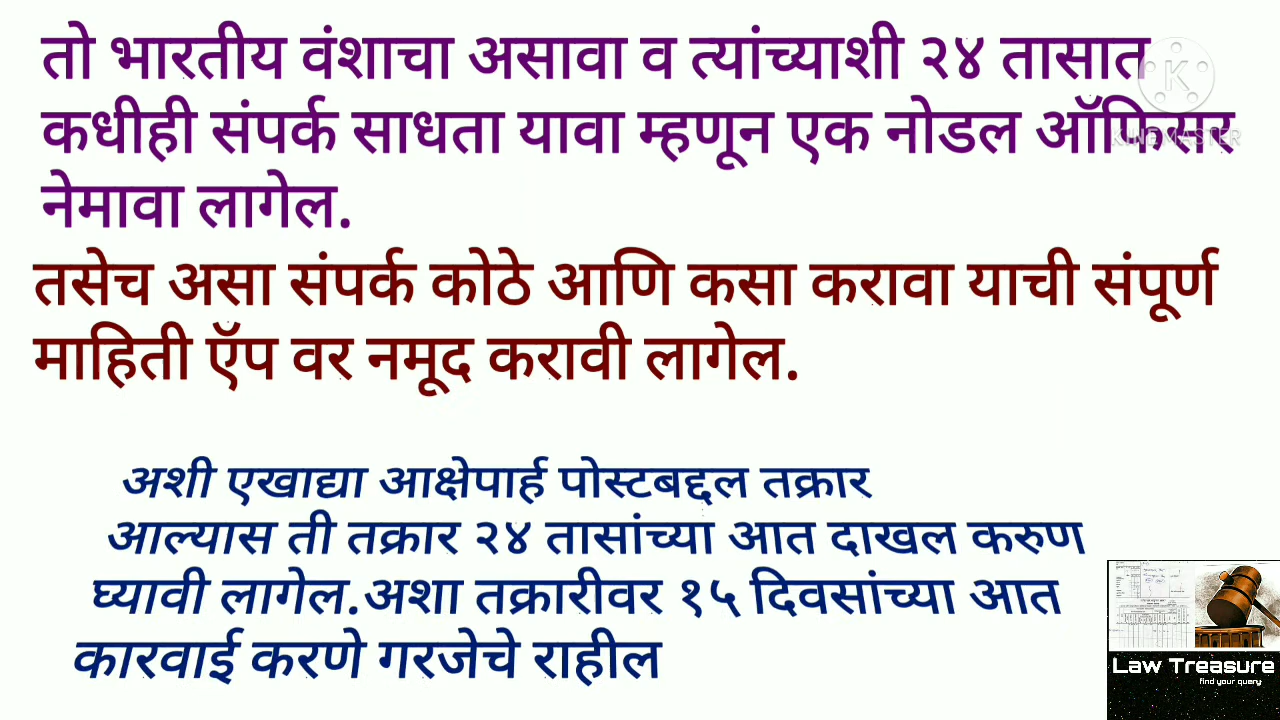 तो भारतीय वंशाचा असावा व त्यांच्याशी २४ तासात
कधीही संपर्क साधता यावा म्हणून एक नोडल ऑफिसर
नेमावा लागेल.
तसेच असा संपर्क कोठे आणि कसा करावा याची संपूर्ण
माहिती ऍप वर नमूद करावी लागेल.
अशी एखाद्या आक्षेपार्ह पोस्टबद्दल तक्रार
आल्यास ती तक्रार २४ तासांच्या आत दाखल करुण
घ्यावी लागेल.अशा तक्रारीवर १५ दिवसांच्या आत
कारवाई करणे गरजेचे राहील
K
KINEMASTER
Law Treasure
find your query